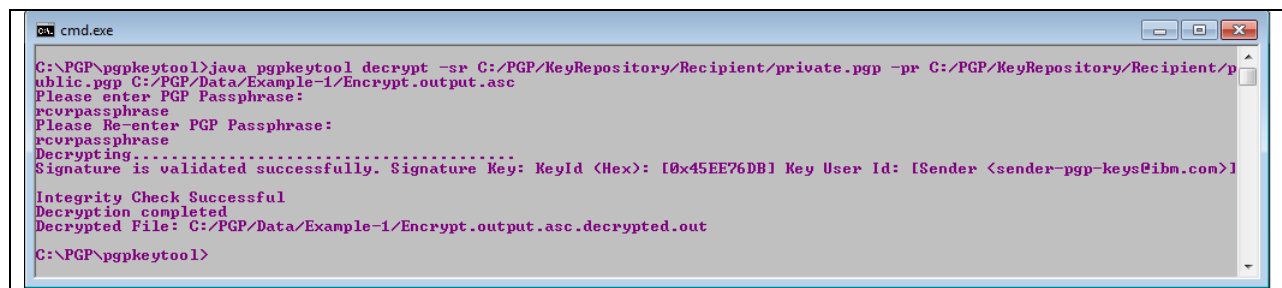 cmd.exe
C:\PGP\pgpkeytool>java pgpkeytool decrypt -sr C:/PGP/KeyRepository/Recipient/private.pgp -pr C:/PGP/KeyRepository/Recipient/p
ublic.pgp C:/PGP/Data/Example-1/Encrypt.output.asc
Please enter PGP Passphrase:
rcvrpassphrase
Please Re-enter PGP Passphrase:
rcvrpassphrase
Decrypting........................................
Signature is validated successfully. Signature Key: KeyId (Hex): [0x45EE76DB] Key User Id: [Sender <sender-pgp-keys@ibm.com>]
Integrity Check Successful
Decryption completed
Decrypted File: C:/PGP/Data/Example-1/Encrypt.output.asc.decrypted.out
C:\PGP\pgpkeytool>